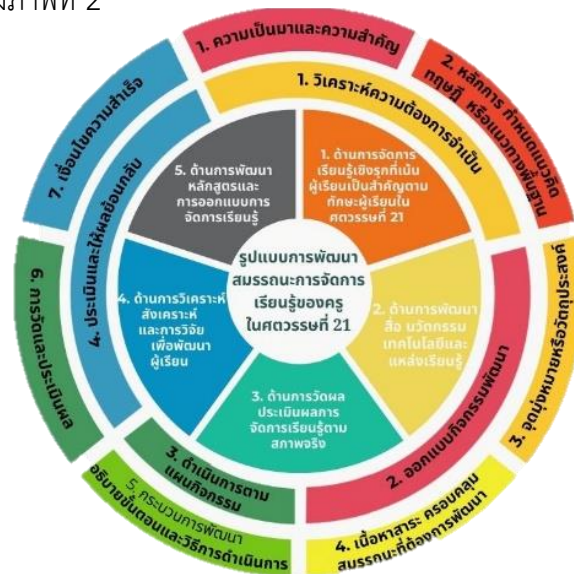 มภาพที่ 2
1. ความเป็นมาและความสำคัญ
2. หลักการ กำหนดแนวคิด
ทฤษฎี หรือแนวทางพื้นฐาน
3. จุดมุ่งหมายหรือวัตถุประสงค์
4. เนื้อหาสาระ ครอบคลุม
สมรรถนะที่ต้องการพัฒนา
5. กระบวนการพัฒนา
อธิบายขั้นตอนและวิธีการดำเนินการ
6. การวัดและประเมินผล
7. เงื่อนไขความสำเร็จ
1. วิเคราะห์ความต้องการจำเป็น
2. ออกแบบกิจกรรมพัฒนา
3. ดำเนินการตาม
แผนกิจกรรม
4. ประเมินและให้ผลย้อนกลับ
1. ด้านการจัดการ
เรียนรู้เชิงรุกที่เน้น
ผู้เรียนเป็นสำคัญตาม
ทักษะผู้เรียนใน
ศตวรรษที่ 21
2. ด้านการพัฒนา
สื่อ นวัตกรรม
เทคโนโลยีและ
แหล่งเรียนรู้
3. ด้านการวัดผล
ประเมินผลการ
จัดการเรียนรู้ตาม
สภาพจริง
4. ด้านการวิเคราะห์
สังเคราะห์
และการวิจัย
เพื่อพัฒนา
ผู้เรียน
5. ด้านการพัฒนา
หลักสูตรและ
การออกแบบการ
จัดการเรียนรู้
รูปแบบการพัฒนา
สมรรถนะการจัดการ
เรียนรู้ของครู
ในศตวรรษที่ 21